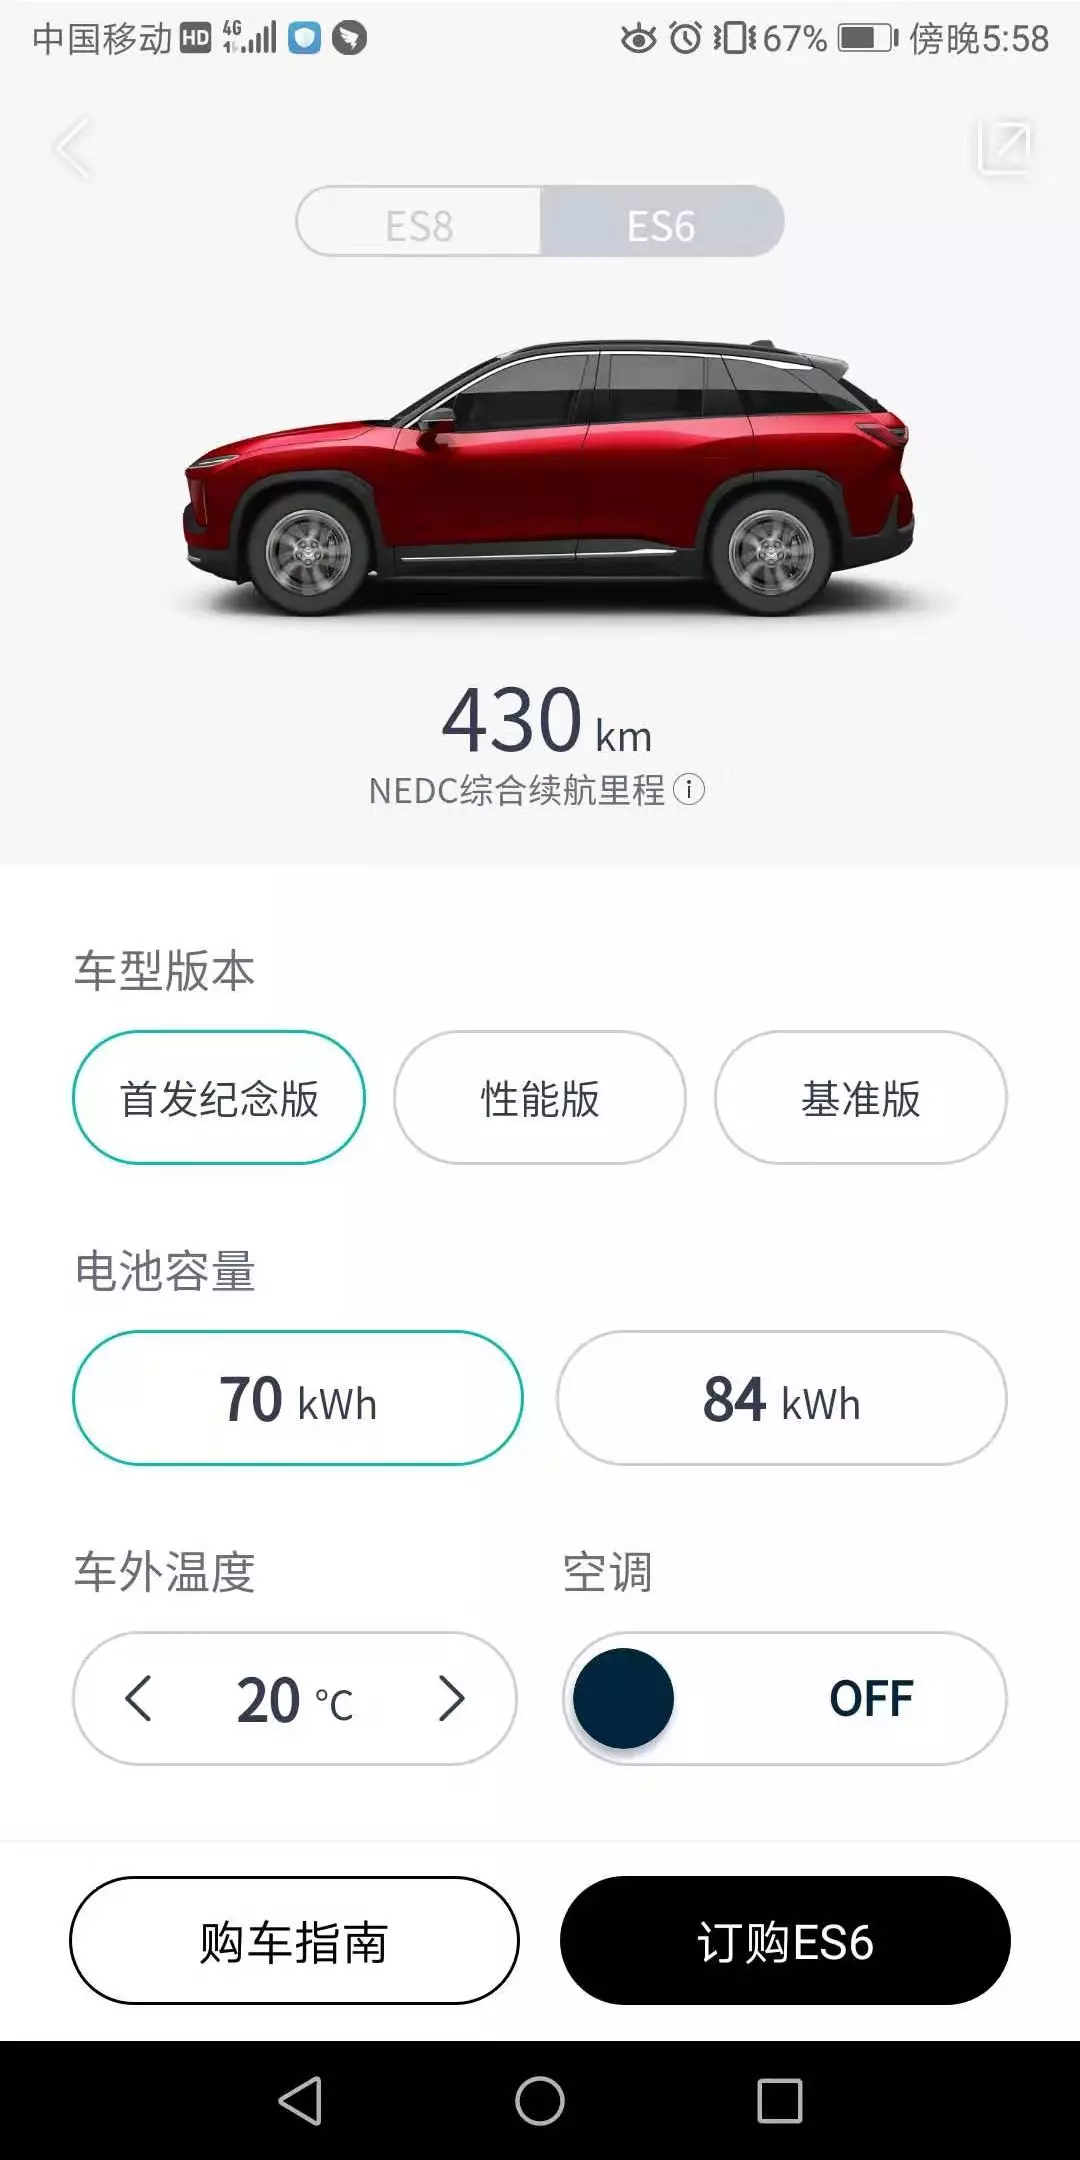 中国移动 HD 4G 67% 傍晚5:58
ES8 ES6
430 km
NEDC综合续航里程
车型版本
首发纪念版 性能版 基准版
电池容量
70 kWh 84 kWh
车外温度 空调
20 °C OFF
购车指南 订购ES6